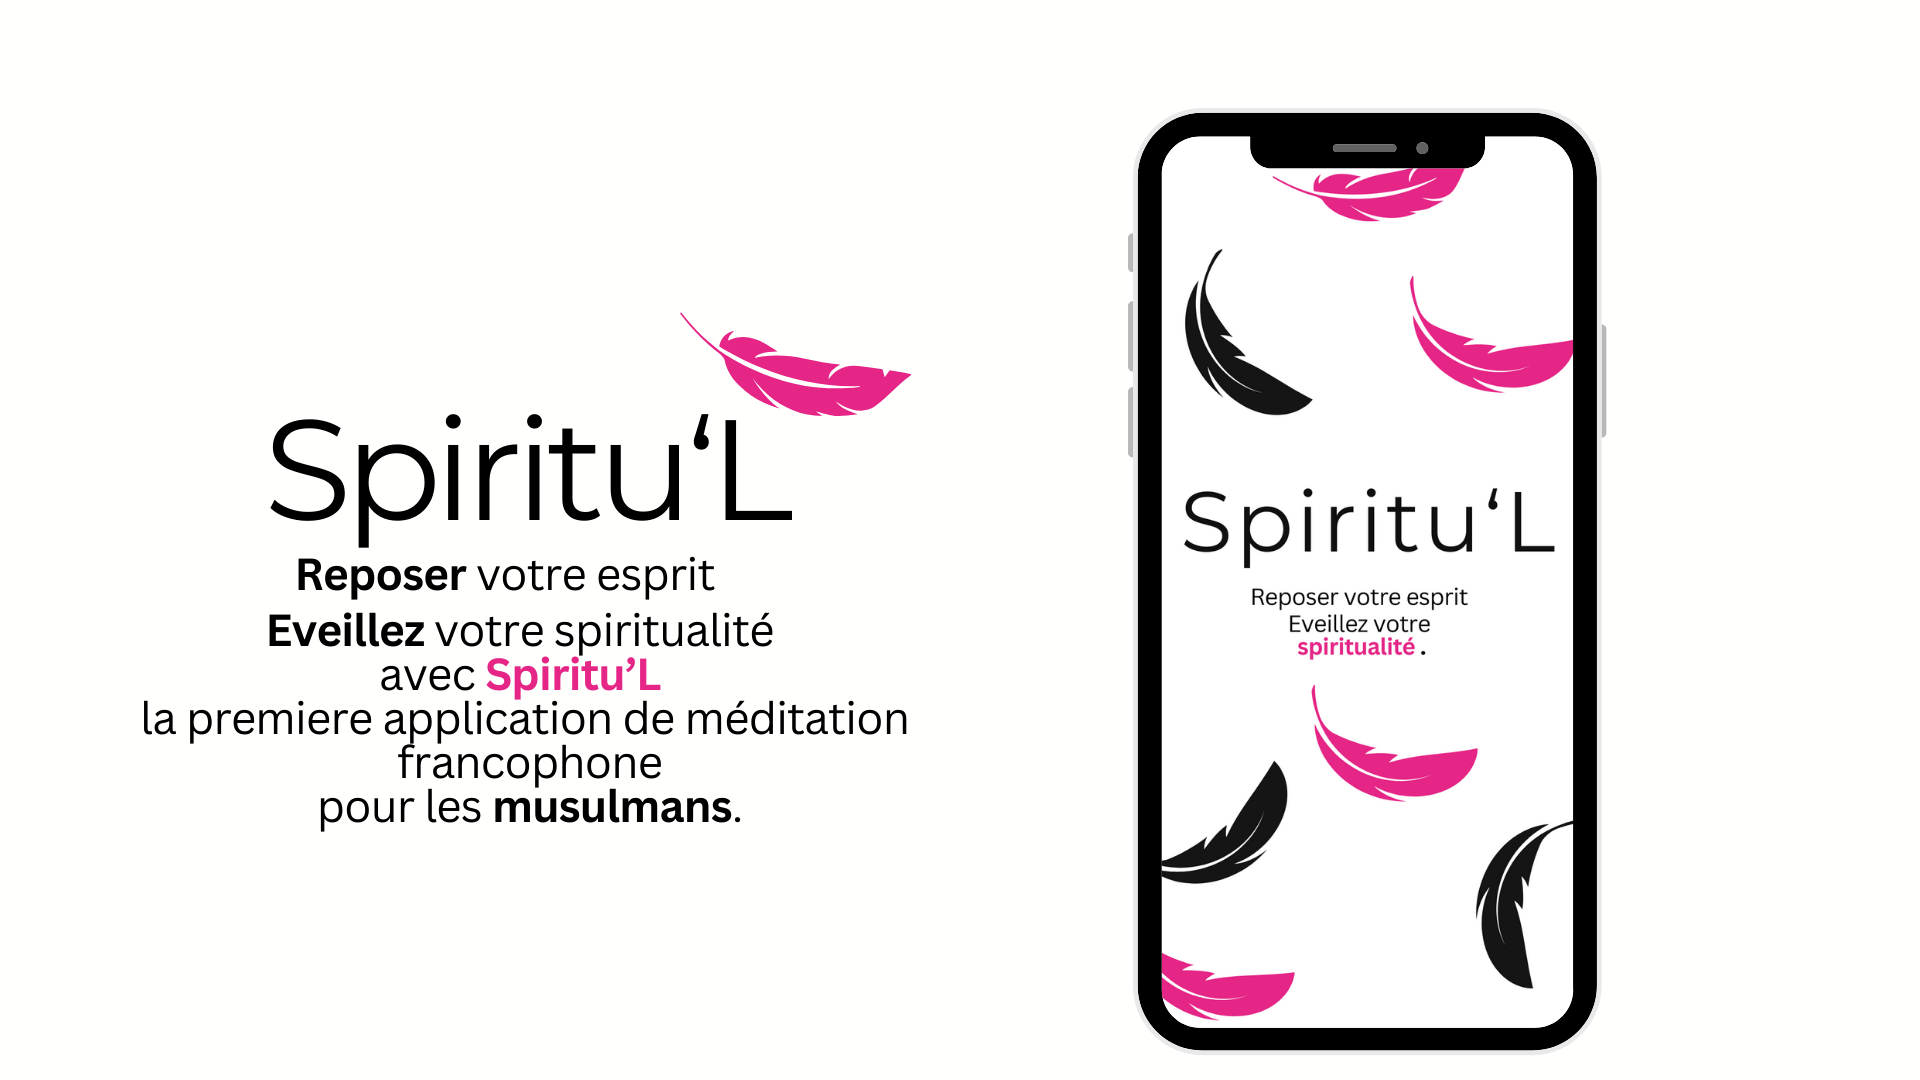 Spiritu‘L
Reposer votre esprit
Eveillez votre spiritualité
avec Spiritu’L
la premiere application de méditation
francophone
pour les musulmans.
Spiritu‘L
Reposer votre esprit
Eveillez votre
spiritualité .